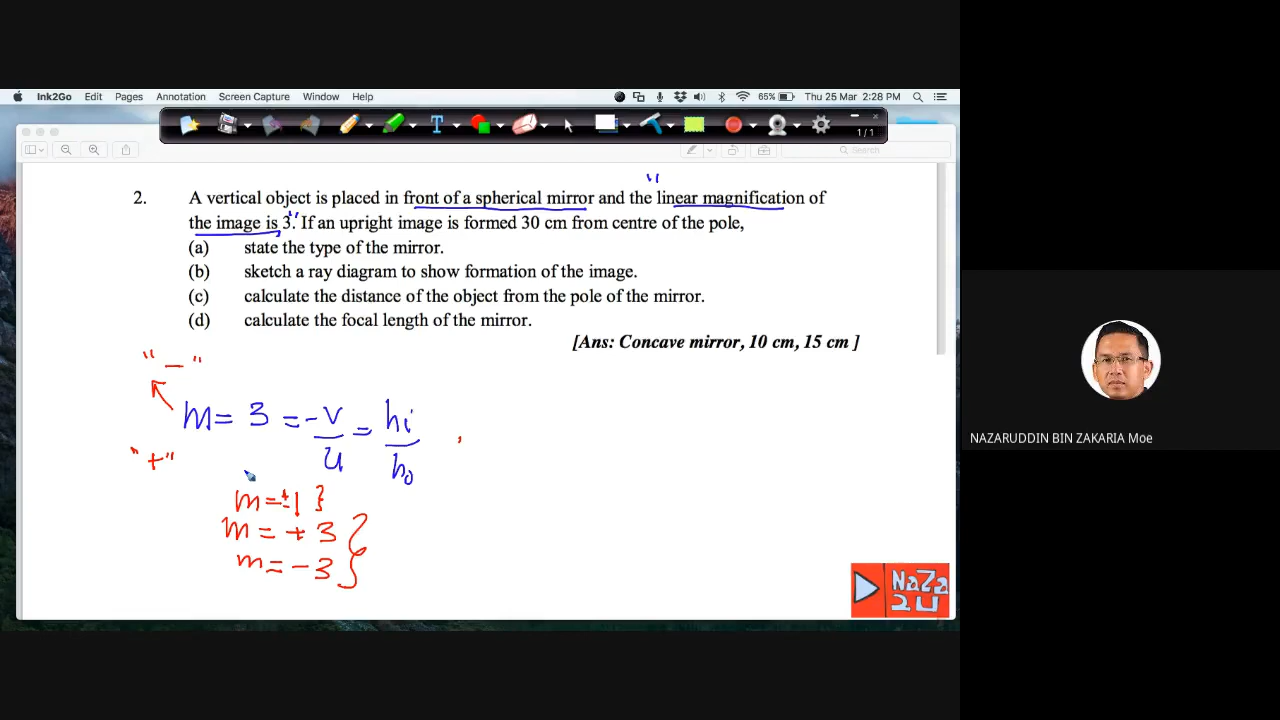 Ink2Go Edit Pages Annotation Screen Capture Window Help 65% Thu 25 Mar 2:28 PM
T 1 / 1
Search
"
2. A vertical object is placed in front of a spherical mirror and the linear magnification of
the image is 3". If an upright image is formed 30 cm from centre of the pole,
(a) state the type of the mirror.
(b) sketch a ray diagram to show formation of the image.
(c) calculate the distance of the object from the pole of the mirror.
(d) calculate the focal length of the mirror.
[Ans: Concave mirror, 10 cm, 15 cm ]
" – "
m = 3 = -v/u = hi/ho
" + "
m = ±1 }
m = + 3 }
m = - 3
NaZa
2U
NAZARUDDIN BIN ZAKARIA Moe